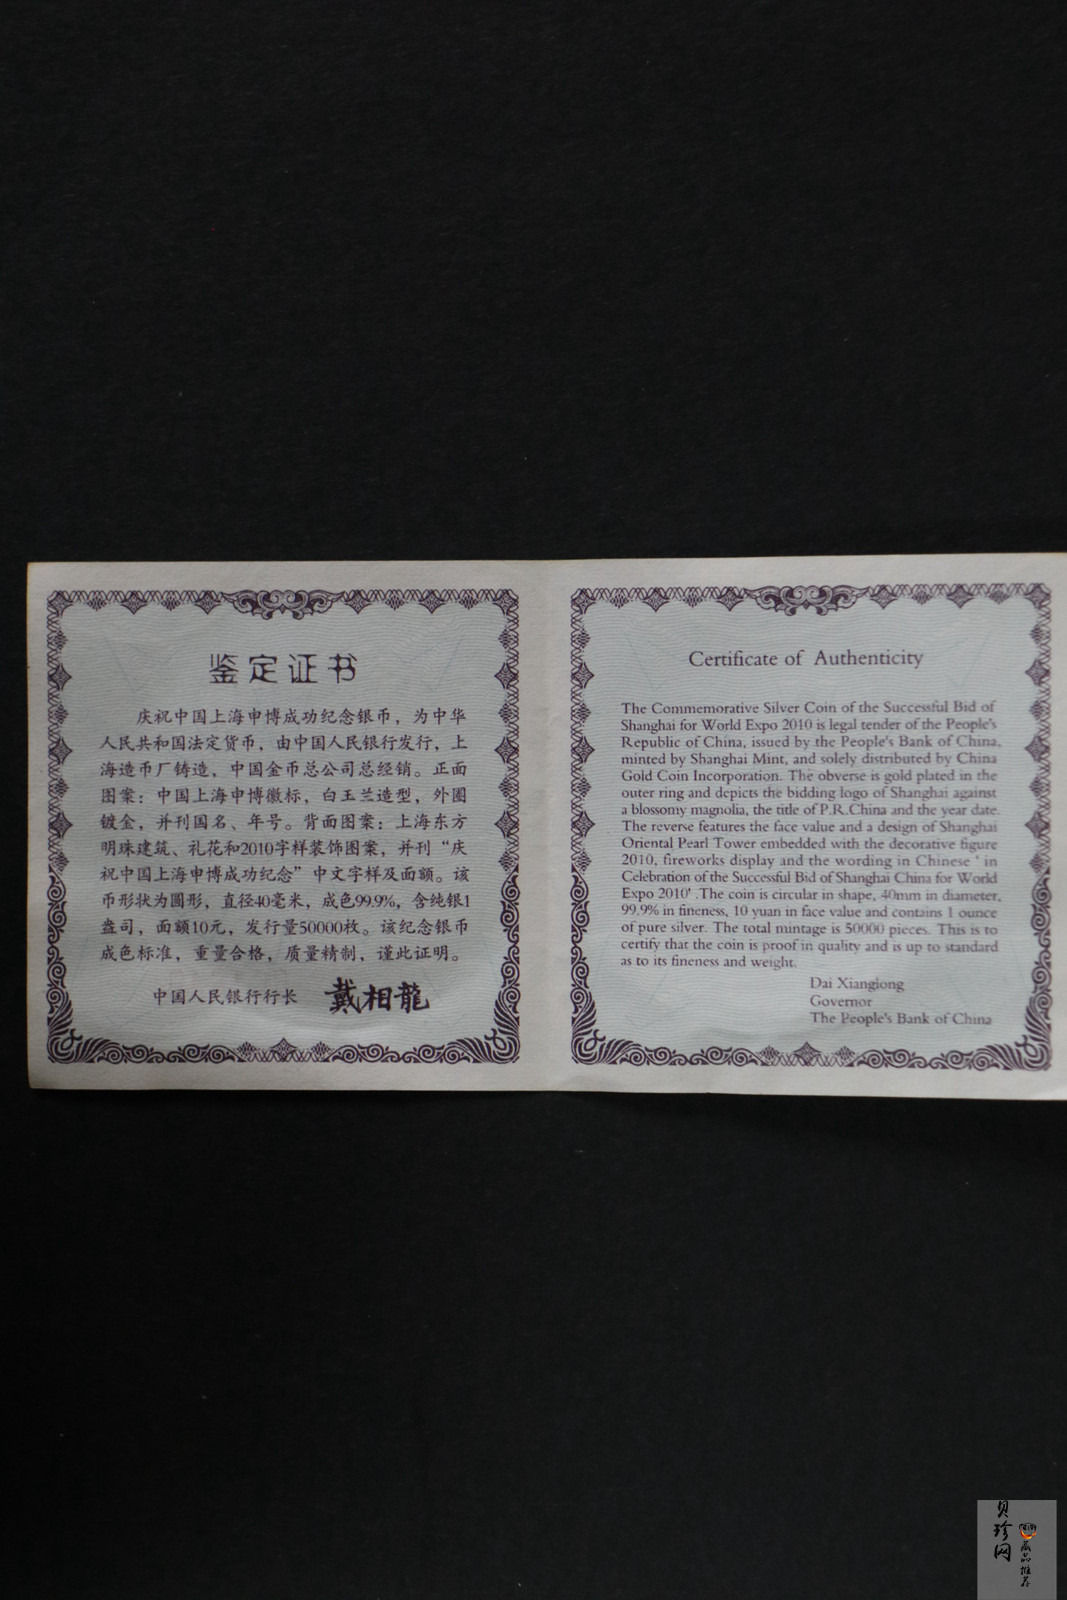 鉴定证书
庆祝中国上海申博成功纪念银币，为中华
人民共和国法定货币，由中国人民银行发行，上
海造币厂铸造，中国金币总公司总经销。正面
图案：中国上海申博徽标，白玉兰造型，外圈
镀金，并刊国名、年号。背面图案：上海东方
明珠建筑、礼花和2010字样装饰图案，并刊“庆
祝中国上海申博成功纪念”中文字样及面额。该
币形状为圆形，直径40毫米，成色99.9%，含纯银1
盎司，面额10元，发行量50000枚。该纪念银币
成色标准，重量合格，质量精制，谨此证明。
中国人民银行行长 戴相龍
Certificate of Authenticity
The Commemorative Silver Coin of the Successful Bid of
Shanghai for World Expo 2010 is legal tender of the People's
Republic of China, issued by the People's Bank of China,
minted by Shanghai Mint, and solely distributed by China
Gold Coin Incorporation. The obverse is gold plated in the
outer ring and depicts the bidding logo of Shanghai against
a blossomy magnolia, the title of P.R.China and the year date.
The reverse features the face value and a design of Shanghai
Oriental Pearl Tower embedded with the decorative figure
2010, fireworks display and the wording in Chinese ' in
Celebration of the Successful Bid of Shanghai China for World
Expo 2010' .The coin is circular in shape, 40mm in diameter,
99.9% in fineness, 10 yuan in face value and contains 1 ounce
of pure silver. The total mintage is 50000 pieces. This is to
certify that the coin is proof in quality and is up to standard
as to its fineness and weight.
Dai Xianglong
Governor
The People's Bank of China
贝珍网
藏品推荐